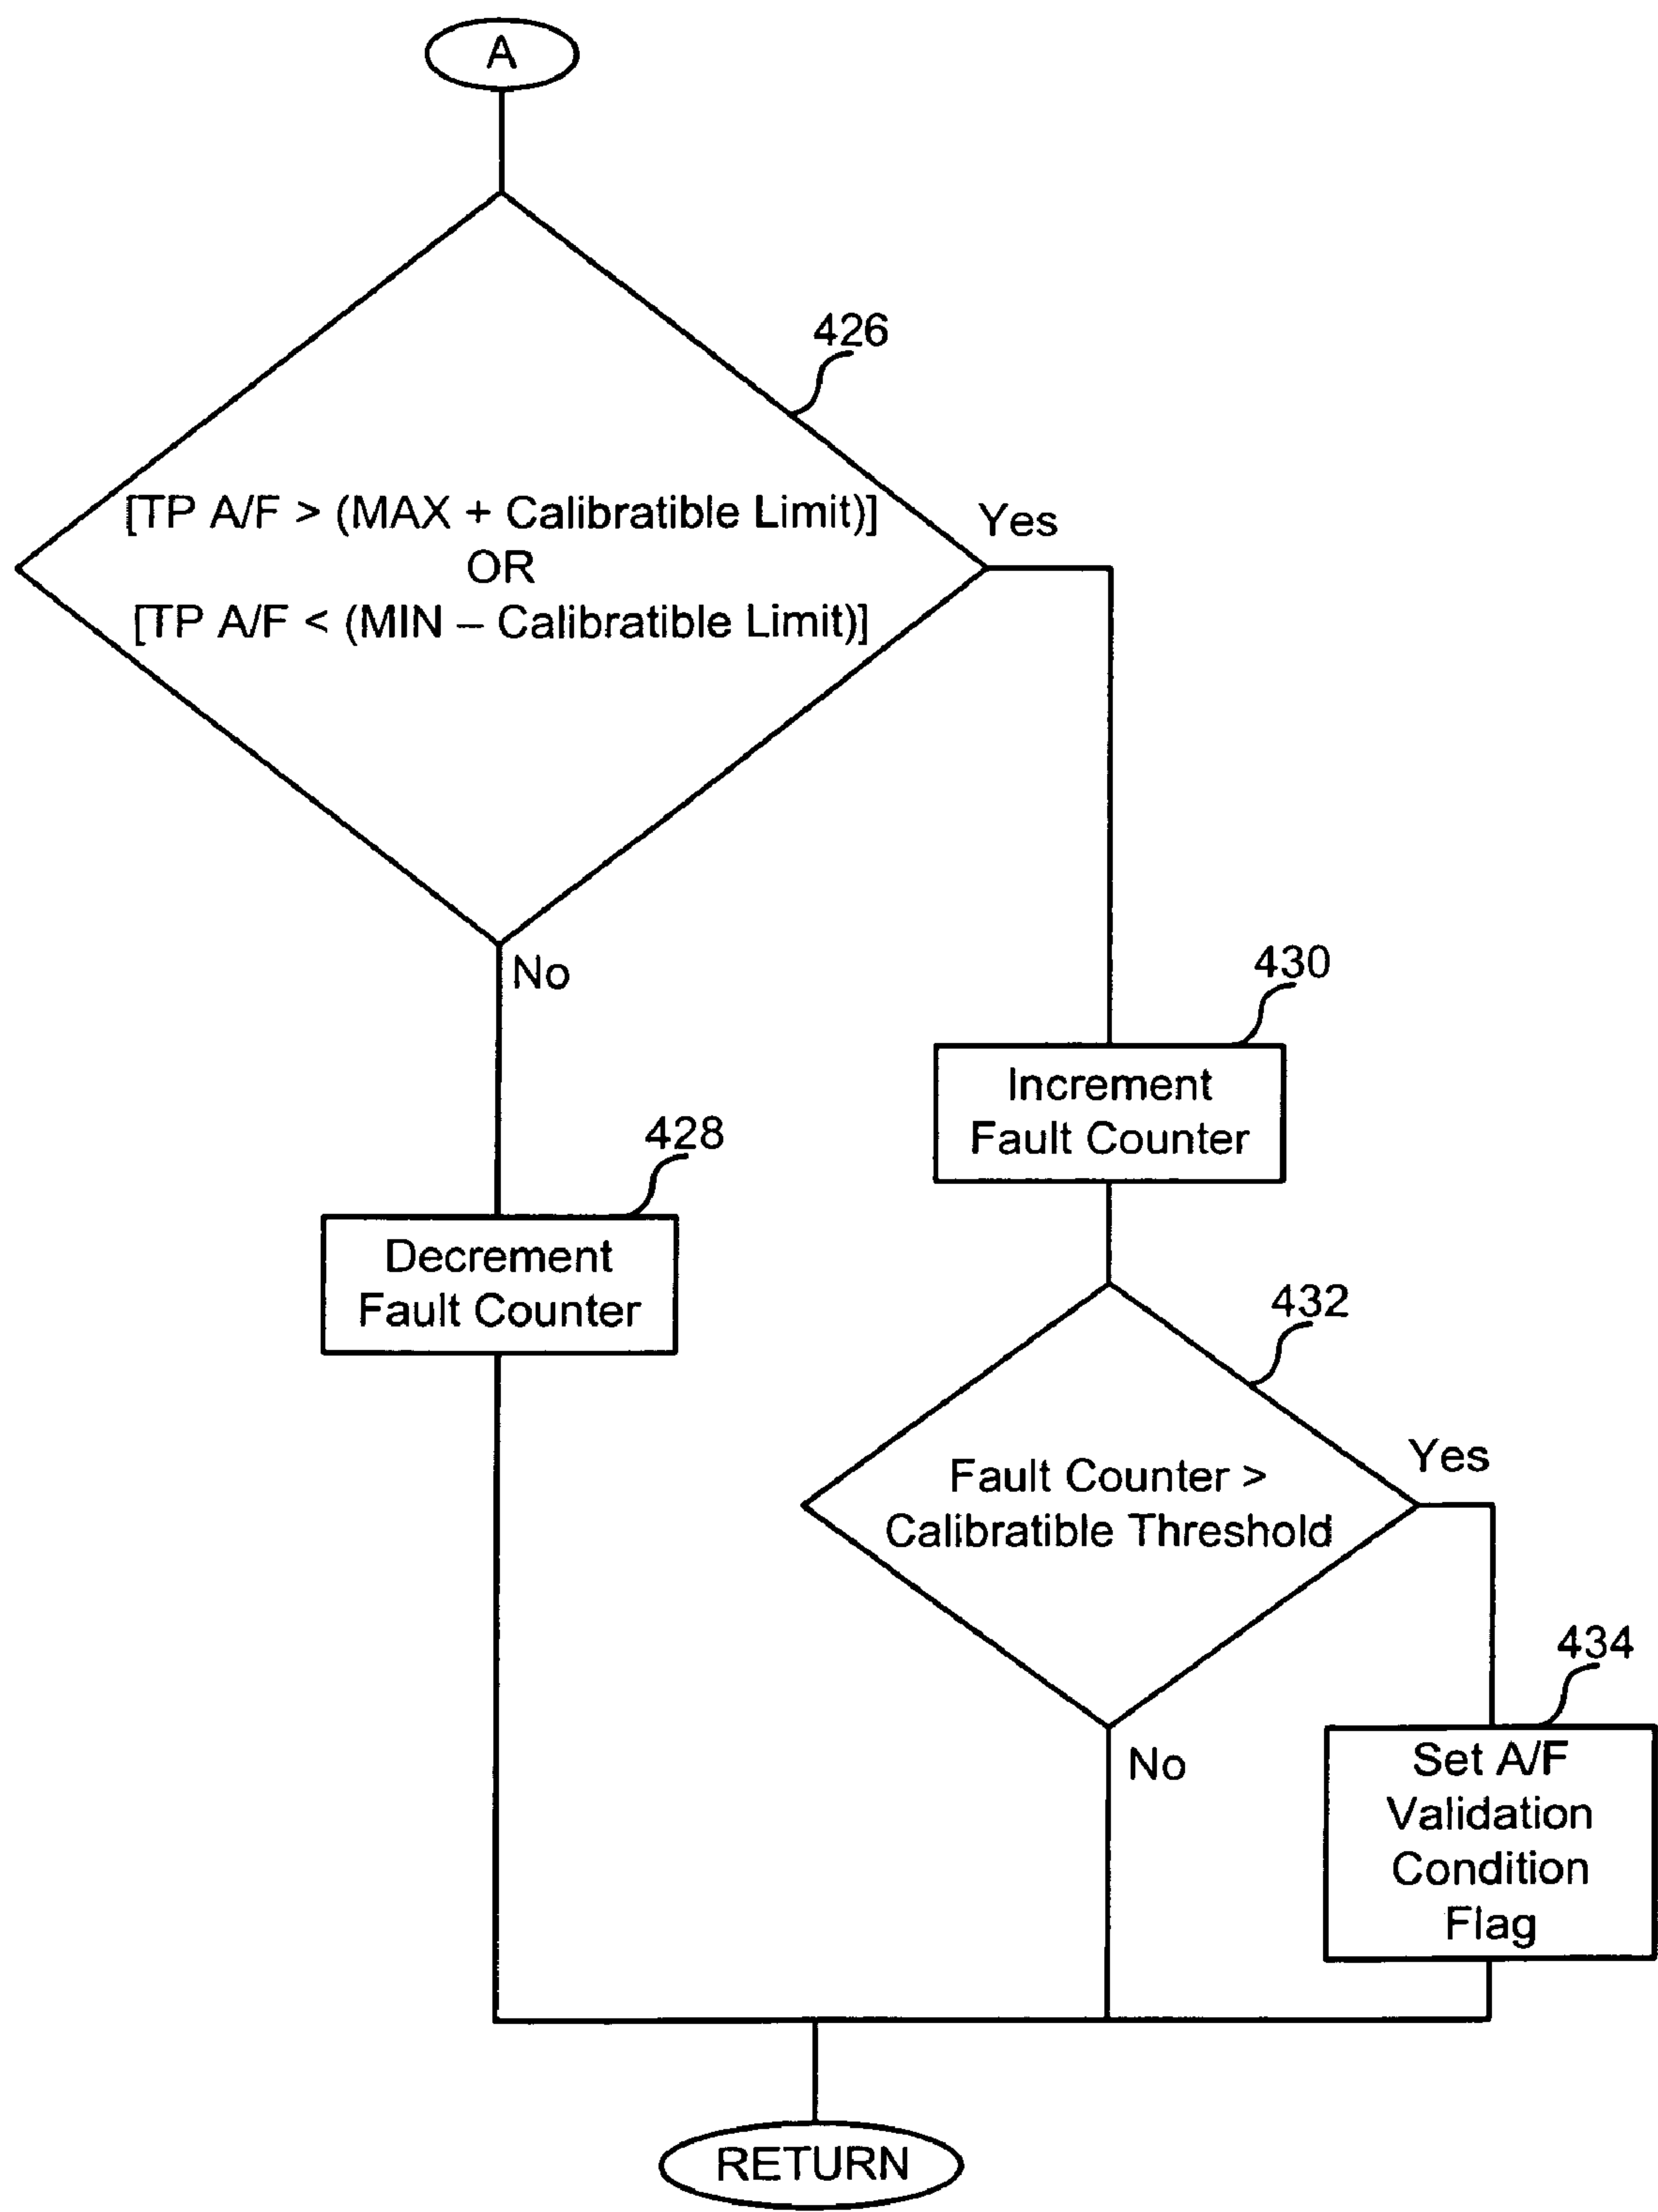 A
426
[TP A/F > (MAX + Calibratible Limit)]
OR
[TP A/F < (MIN – Calibratible Limit)]
Yes
No
430
Increment
Fault Counter
428
Decrement
Fault Counter
432
Fault Counter >
Calibratible Threshold
Yes
No
434
Set A/F
Validation
Condition
Flag
RETURN